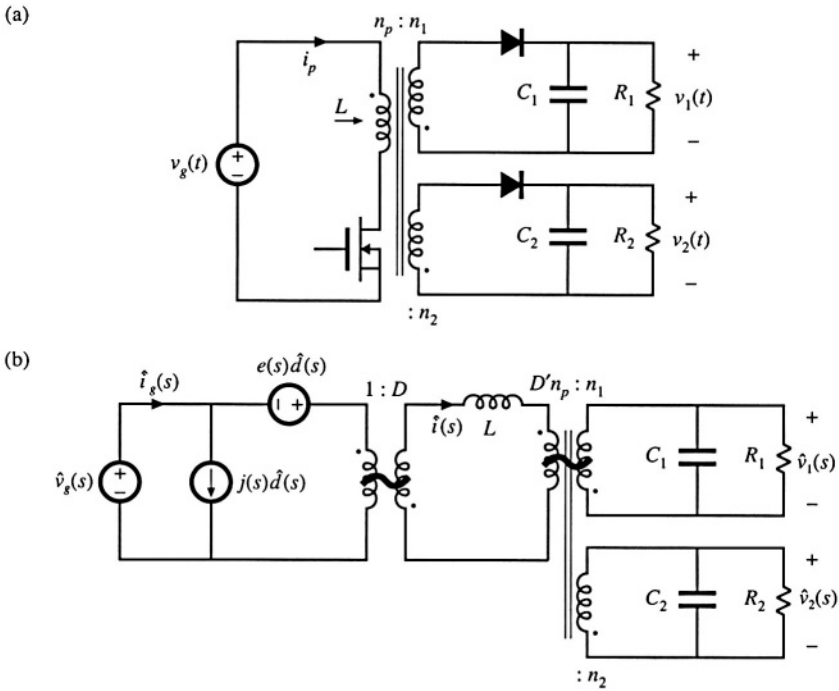 (a)
n_p : n_1
i_p
L
C_1
R_1
+
v_1(t)
−
v_g(t)
+
−
C_2
R_2
+
v_2(t)
−
: n_2
(b)
î_g(s)
e(s)d̂(s)
− +
1 : D
î(s)
L
D′n_p : n_1
v̂_g(s)
+
−
j(s)d̂(s)
C_1
R_1
+
v̂_1(s)
−
C_2
R_2
+
v̂_2(s)
−
: n_2